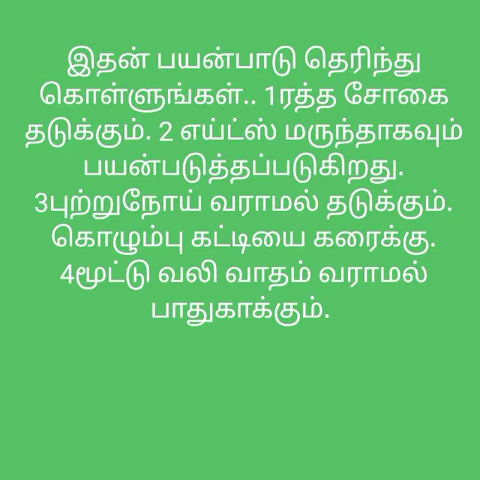 இதன் பயன்பாடு தெரிந்து
கொள்ளுங்கள்.. 1ரத்த சோகை
தடுக்கும். 2 எய்ட்ஸ் மருந்தாகவும்
பயன்படுத்தப்படுகிறது.
3புற்றுநோய் வராமல் தடுக்கும்.
கொழும்பு கட்டியை கரைக்கு.
4மூட்டு வலி வாதம் வராமல்
பாதுகாக்கும்.